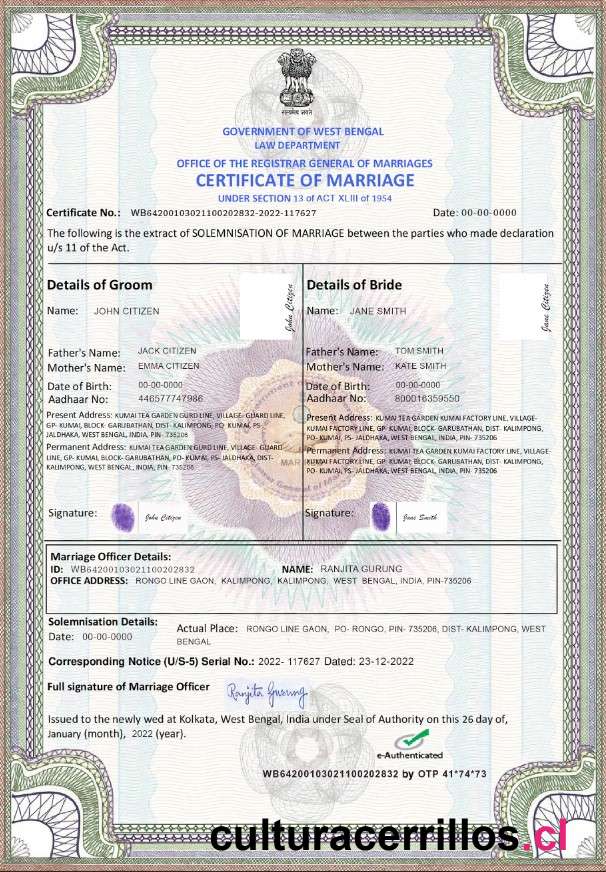 सत्यमेव जयते
GOVERNMENT OF WEST BENGAL
LAW DEPARTMENT
OFFICE OF THE REGISTRAR GENERAL OF MARRIAGES
CERTIFICATE OF MARRIAGE
UNDER SECTION 13 of ACT XLIII of 1954
Certificate No.: WB64200103021100202832-2022-117627 Date: 00-00-0000
The following is the extract of SOLEMNISATION OF MARRIAGE between the parties who made declaration
u/s 11 of the Act.
Details of Groom
Name: JOHN CITIZEN
John Citizen
Father's Name: JACK CITIZEN
Mother's Name: EMMA CITIZEN
Date of Birth: 00-00-0000
Aadhaar No: 446577747986
Present Address: KUMAI TEA GARDEN GURD LINE, VILLAGE- GUARD LINE,
GP- KUMAI, BLOCK- GARUBATHAN, DIST- KALIMPONG, PO- KUMAI, PS-
JALDHAKA, WEST BENGAL, INDIA, PIN- 735206
Permanent Address: KUMAI TEA GARDEN GURD LINE, VILLAGE- GUARD
LINE, GP- KUMAI, BLOCK- GARUBATHAN, PO- KUMAI, PS- JALDHAKA, DIST-
KALIMPONG, WEST BENGAL, INDIA, PIN- 735206
Signature: John Citizen
Details of Bride
Name: JANE SMITH
Jane Smith
Father's Name: TOM SMITH
Mother's Name: KATE SMITH
Date of Birth: 00-00-0000
Aadhaar No: 800016359550
Present Address: KUMAI TEA GARDEN KUMAI FACTORY LINE, VILLAGE-
KUMAI FACTORY LINE, GP- KUMAI, BLOCK- GARUBATHAN, DIST- KALIMPONG,
PO- KUMAI, PS- JALDHAKA, WEST BENGAL, INDIA, PIN- 735206
Permanent Address: KUMAI TEA GARDEN KUMAI FACTORY LINE, VILLAGE-
KUMAI FACTORY LINE, GP- KUMAI, BLOCK- GARUBATHAN, DIST- KALIMPONG,
PO- KUMAI, PS- JALDHAKA, WEST BENGAL, INDIA, PIN- 735206
Signature: Jane Smith
Marriage Officer Details:
ID: WB64200103021100202832 NAME: RANJITA GURUNG
OFFICE ADDRESS: RONGO LINE GAON, KALIMPONG, KALIMPONG, WEST BENGAL, INDIA, PIN-735206
Solemnisation Details:
Date: 00-00-0000
Actual Place: RONGO LINE GAON, PO- RONGO, PIN- 735206, DIST- KALIMPONG, WEST
BENGAL
Corresponding Notice (U/S-5) Serial No.: 2022- 117627 Dated: 23-12-2022
Full signature of Marriage Officer Ranjita Gurung
Issued to the newly wed at Kolkata, West Bengal, India under Seal of Authority on this 26 day of,
January (month), 2022 (year).
e-Authenticated
WB64200103021100202832 by OTP 41*74*73
culturacerrillos.cl